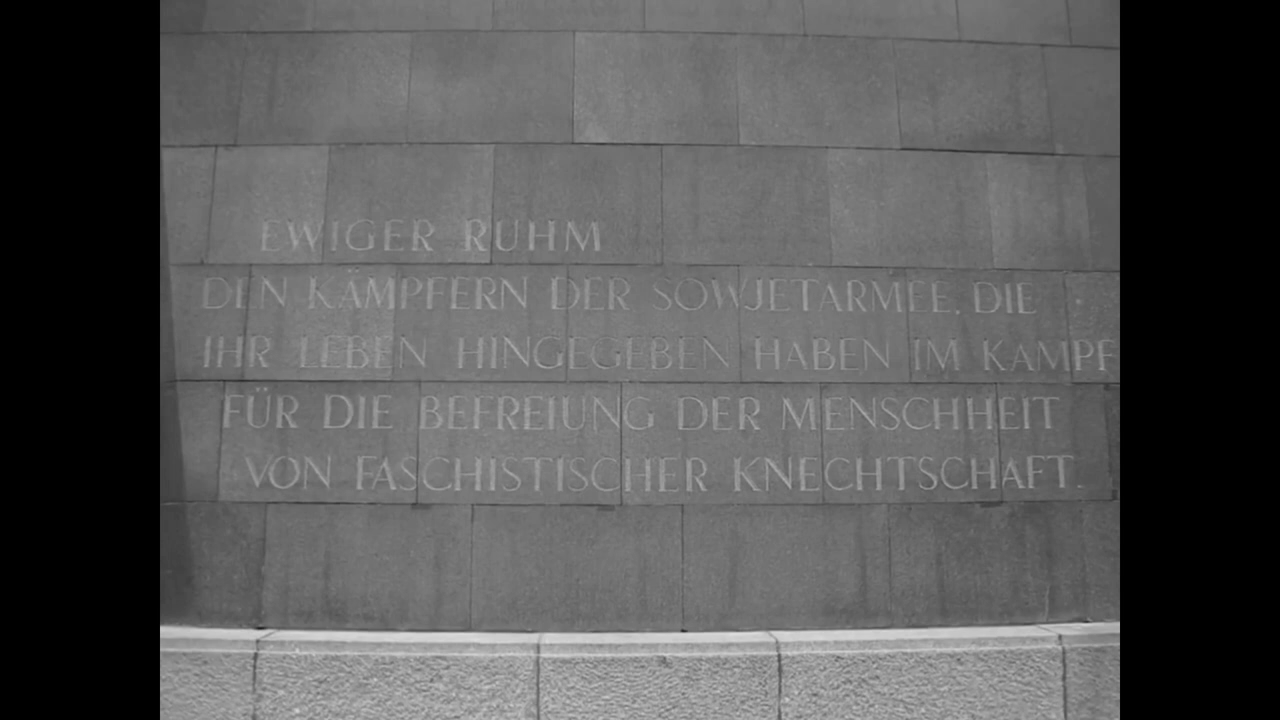 EWIGER RUHM
DEN KÄMPFERN DER SOWJETARMEE, DIE
IHR LEBEN HINGEGEBEN HABEN IM KAMPF
FÜR DIE BEFREIUNG DER MENSCHHEIT
VON FASCHISTISCHER KNECHTSCHAFT.